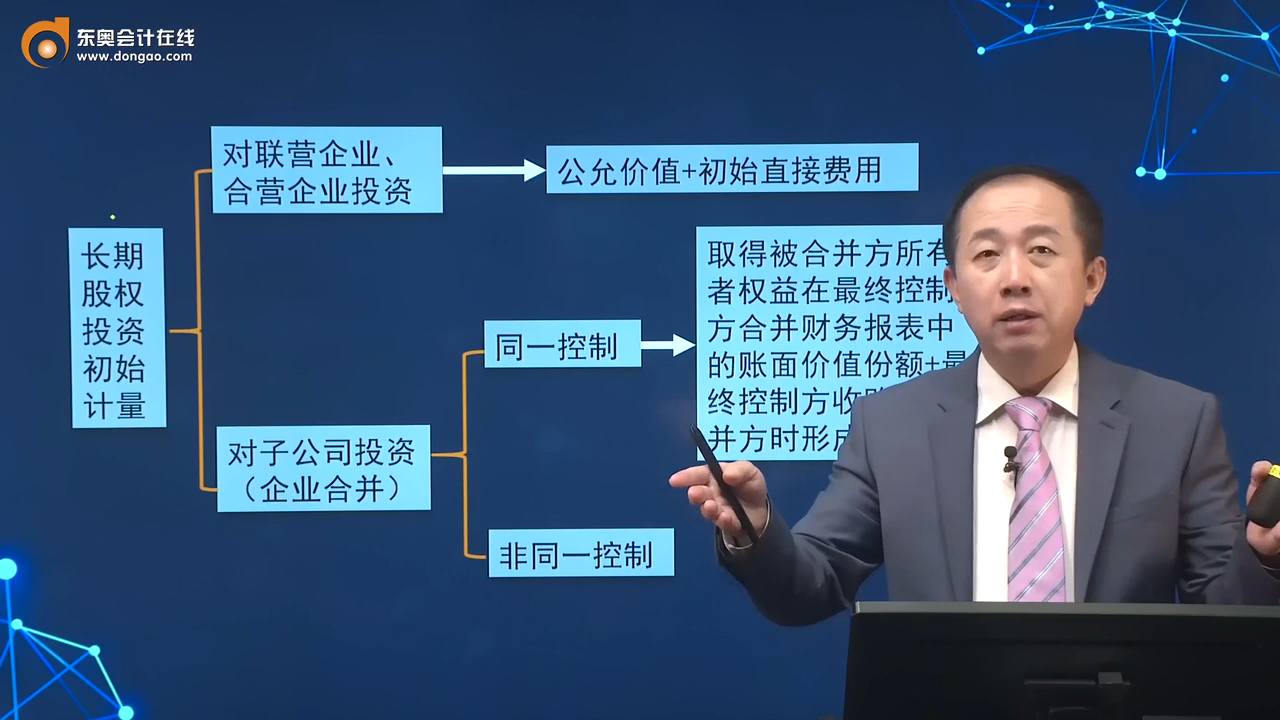 东奥会计在线
www.dongao.com
对联营企业、
合营企业投资
公允价值+初始直接费用
长期
股权
投资
初始
计量
取得被合并方所有
者权益在最终控制
方合并财务报表中
的账面价值份额+最
终控制方收
并方时形成
同一控制
对子公司投资
（企业合并）
非同一控制